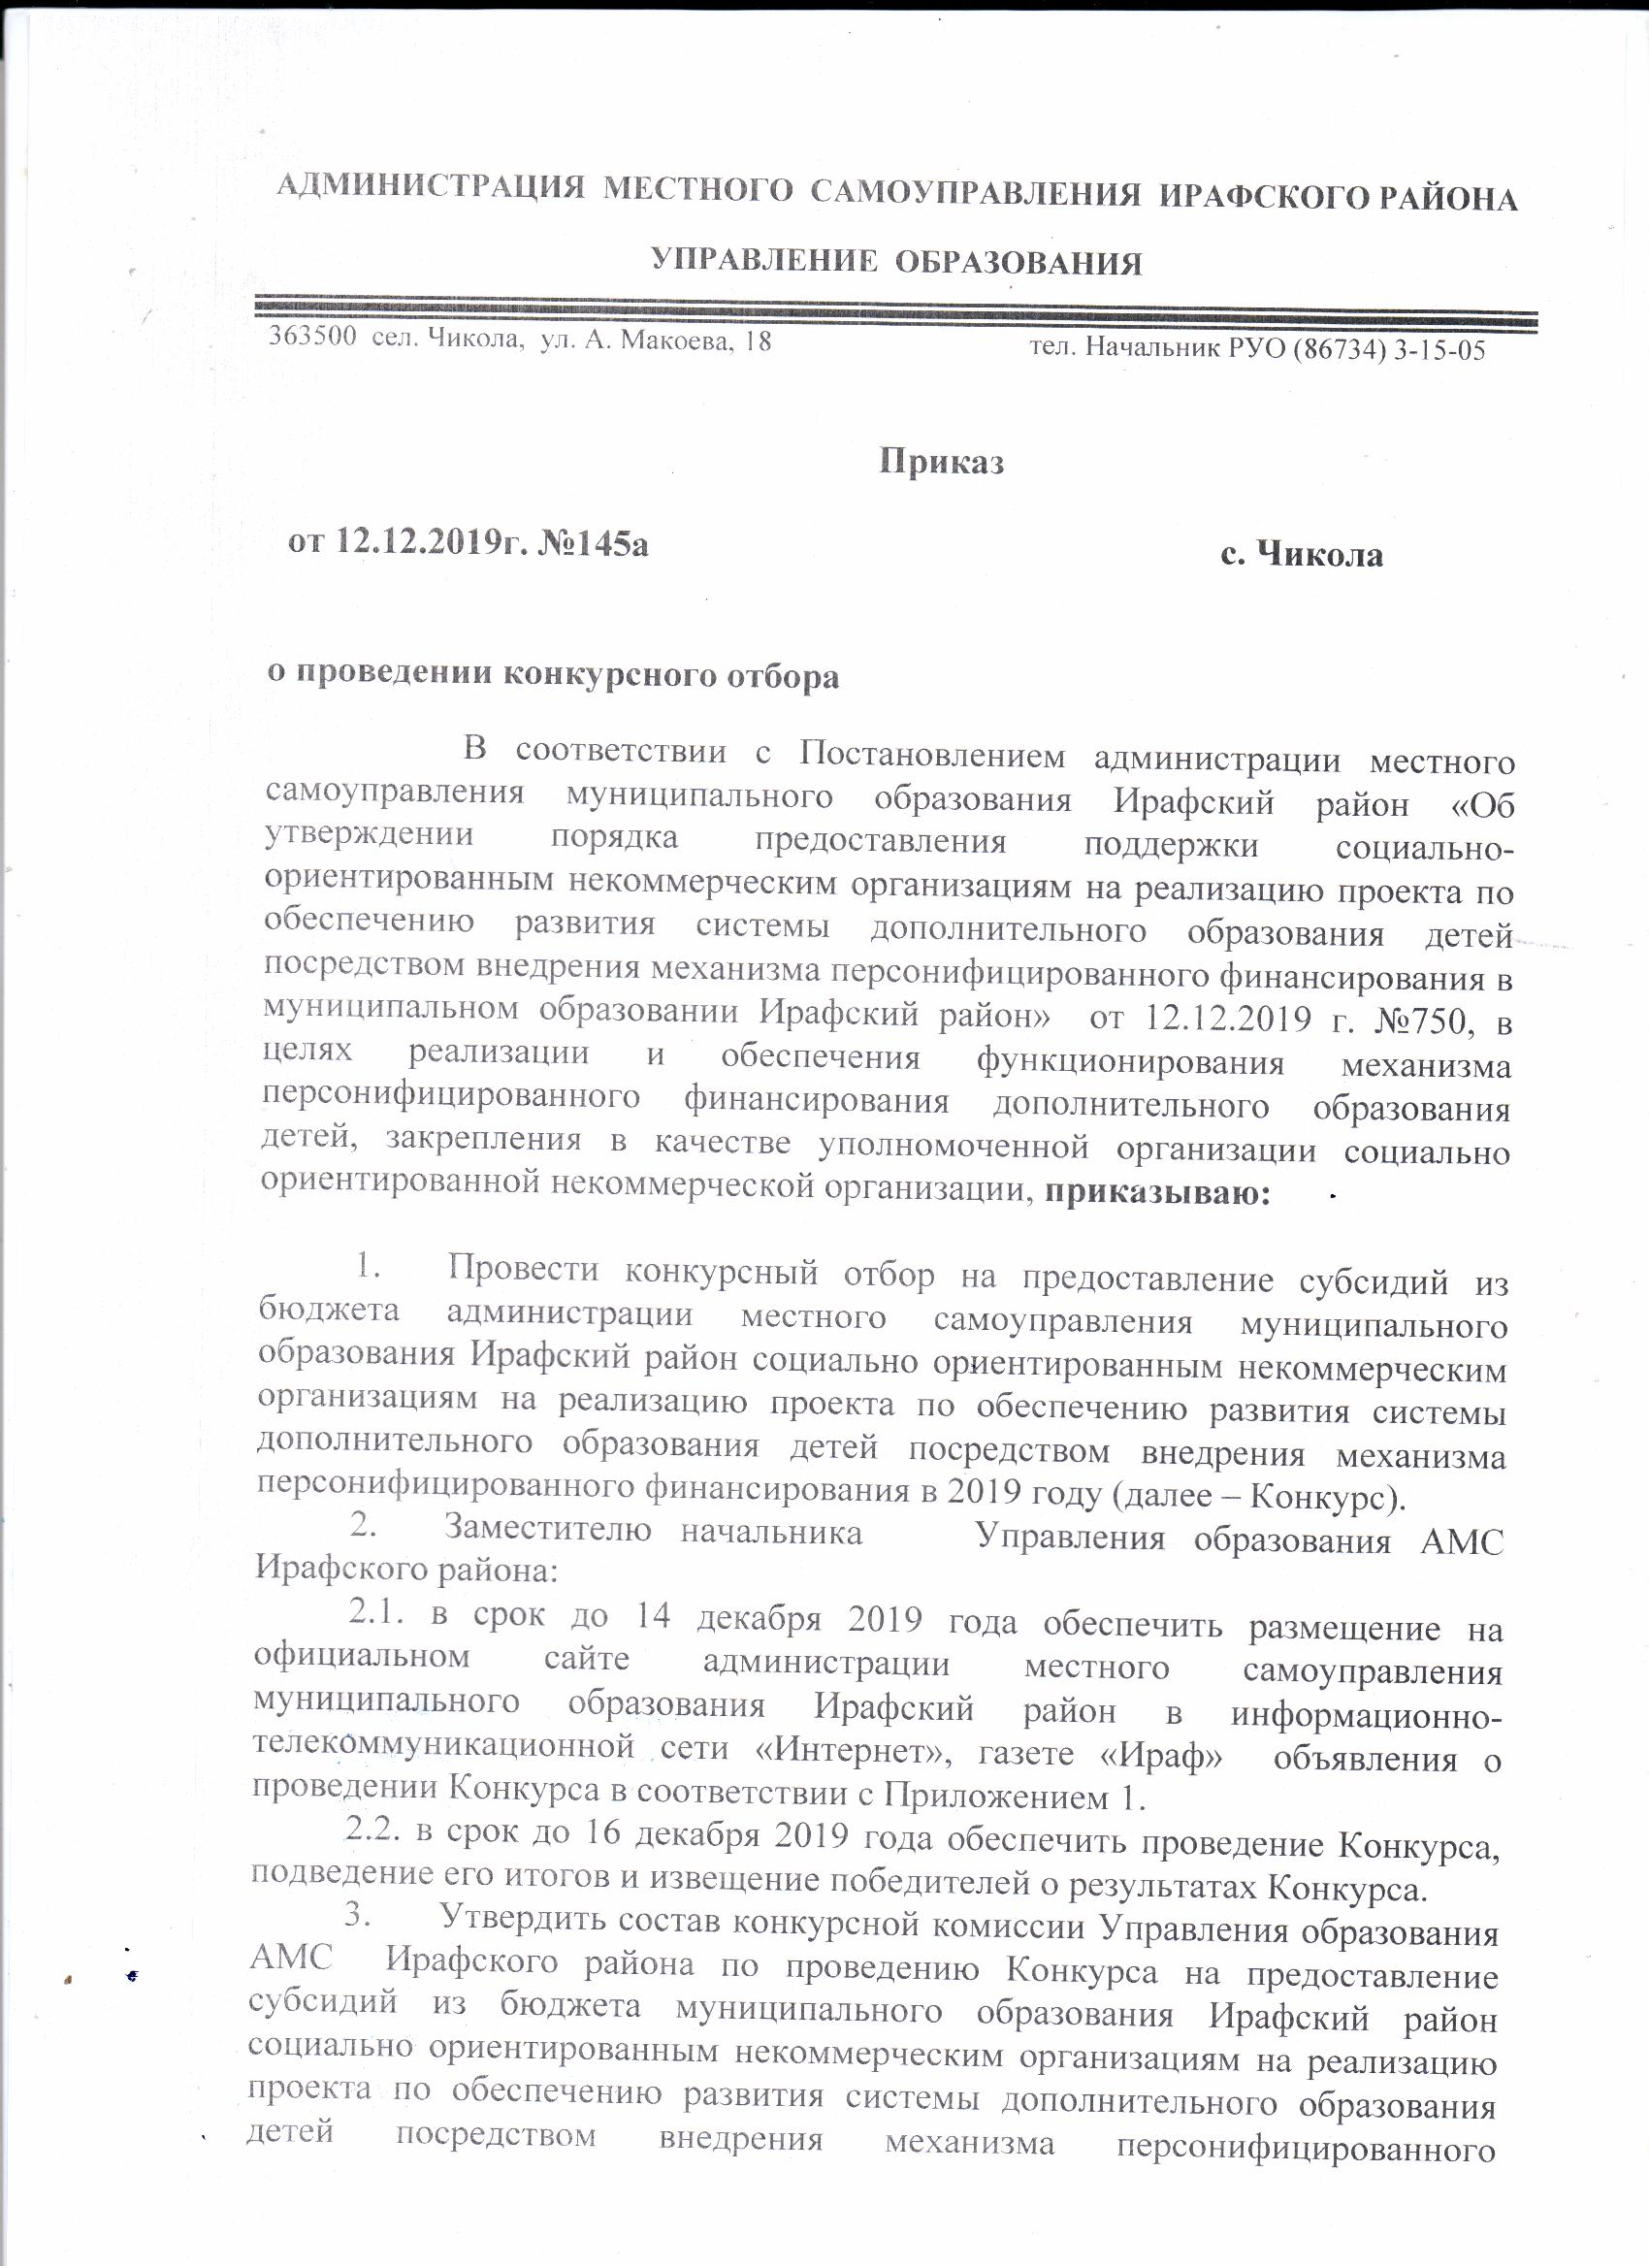 АДМИНИСТРАЦИЯ МЕСТНОГО САМОУПРАВЛЕНИЯ ИРАФСКОГО РАЙОНА
УПРАВЛЕНИЕ ОБРАЗОВАНИЯ
363500 сел. Чикола, ул. А. Макоева, 18 тел. Начальник РУО (86734) 3-15-05
Приказ
от 12.12.2019г. №145а с. Чикола
о проведении конкурсного отбора
В соответствии с Постановлением администрации местного
самоуправления муниципального образования Ирафский район «Об
утверждении порядка предоставления поддержки социально-
ориентированным некоммерческим организациям на реализацию проекта по
обеспечению развития системы дополнительного образования детей
посредством внедрения механизма персонифицированного финансирования в
муниципальном образовании Ирафский район» от 12.12.2019 г. №750, в
целях реализации и обеспечения функционирования механизма
персонифицированного финансирования дополнительного образования
детей, закрепления в качестве уполномоченной организации социально
ориентированной некоммерческой организации, приказываю:
1. Провести конкурсный отбор на предоставление субсидий из
бюджета администрации местного самоуправления муниципального
образования Ирафский район социально ориентированным некоммерческим
организациям на реализацию проекта по обеспечению развития системы
дополнительного образования детей посредством внедрения механизма
персонифицированного финансирования в 2019 году (далее – Конкурс).
2. Заместителю начальника Управления образования АМС
Ирафского района:
2.1. в срок до 14 декабря 2019 года обеспечить размещение на
официальном сайте администрации местного самоуправления
муниципального образования Ирафский район в информационно-
телекоммуникационной сети «Интернет», газете «Ираф» объявления о
проведении Конкурса в соответствии с Приложением 1.
2.2. в срок до 16 декабря 2019 года обеспечить проведение Конкурса,
подведение его итогов и извещение победителей о результатах Конкурса.
3. Утвердить состав конкурсной комиссии Управления образования
АМС Ирафского района по проведению Конкурса на предоставление
субсидий из бюджета муниципального образования Ирафский район
социально ориентированным некоммерческим организациям на реализацию
проекта по обеспечению развития системы дополнительного образования
детей посредством внедрения механизма персонифицированного